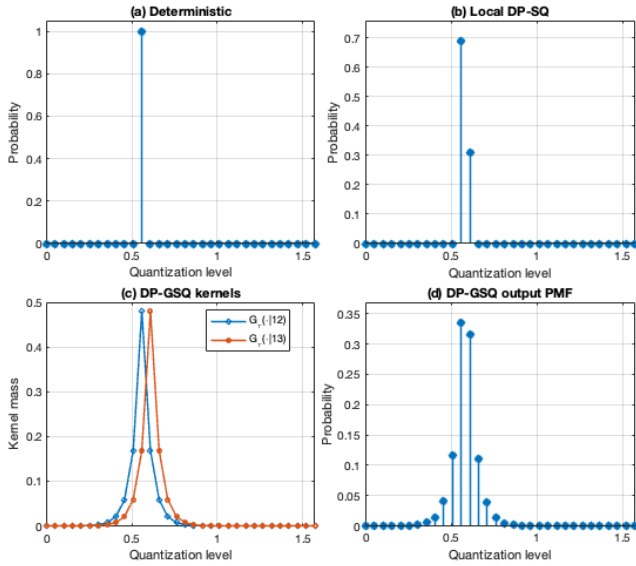 (a) Deterministic
1
0.8
0.6
0.4
0.2
0
Probability
0 0.5 1 1.5
Quantization level
(b) Local DP-SQ
0.7
0.6
0.5
0.4
0.3
0.2
0.1
0
Probability
0 0.5 1 1.5
Quantization level
(c) DP-GSQ kernels
0.5
0.4
0.3
0.2
0.1
0
Kernel mass
G_τ(·|12)
G_τ(·|13)
0 0.5 1 1.5
Quantization level
(d) DP-GSQ output PMF
0.35
0.3
0.25
0.2
0.15
0.1
0.05
0
Probability
0 0.5 1 1.5
Quantization level